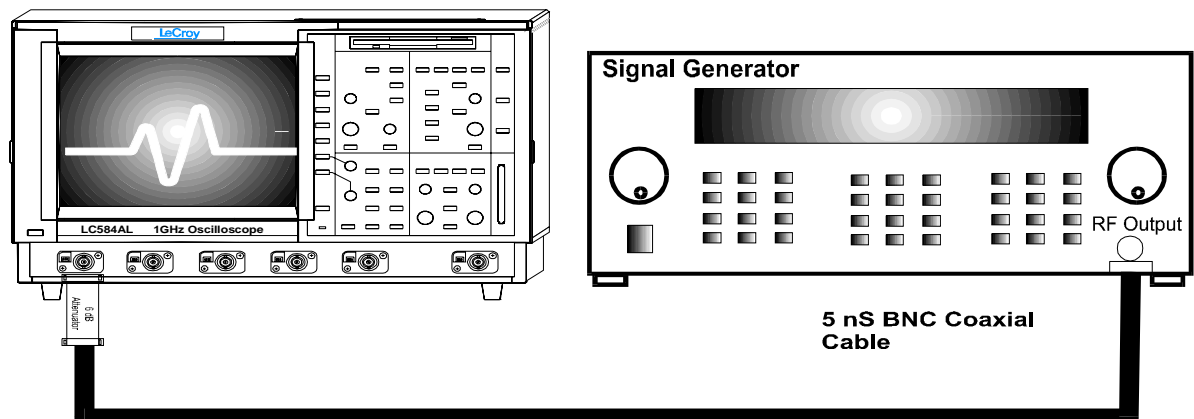 LeCroy
LC584AL 1GHz Oscilloscope
6 dB
Attenuator
Signal Generator
RF Output
5 nS BNC Coaxial
Cable